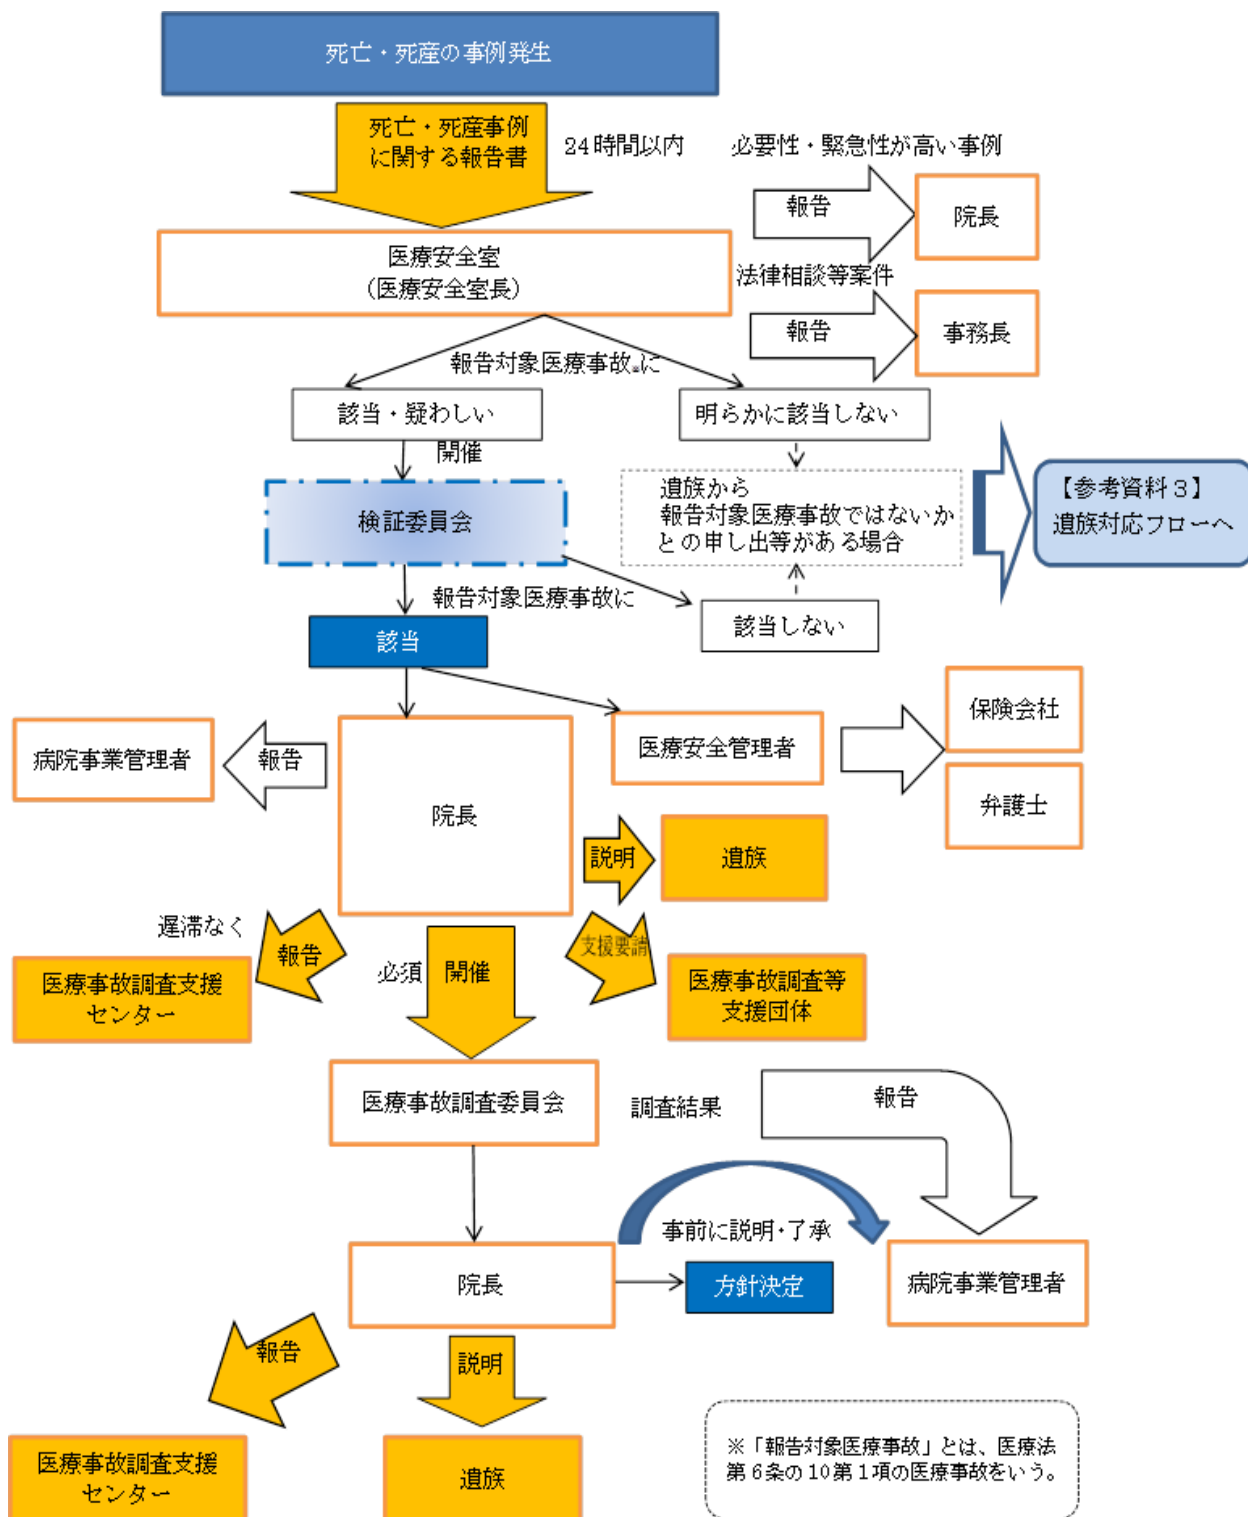 死亡・死産の事例発生
死亡・死産事例
に関する報告書
24時間以内
必要性・緊急性が高い事例
報告
院長
医療安全室
（医療安全室長）
法律相談等案件
報告
事務長
報告対象医療事故※に
該当・疑わしい
明らかに該当しない
開催
検証委員会
遺族から
報告対象医療事故ではないか
との申し出等がある場合
【参考資料３】
遺族対応フローへ
報告対象医療事故に
該当しない
該当
病院事業管理者
報告
院長
医療安全管理者
保険会社
弁護士
説明
遺族
遅滞なく
報告
必須
開催
支援要請
医療事故調査支援
センター
医療事故調査等
支援団体
医療事故調査委員会
調査結果
報告
事前に説明・了承
院長
方針決定
病院事業管理者
報告
説明
医療事故調査支援
センター
遺族
※「報告対象医療事故」とは、医療法
第６条の10第１項の医療事故をいう。